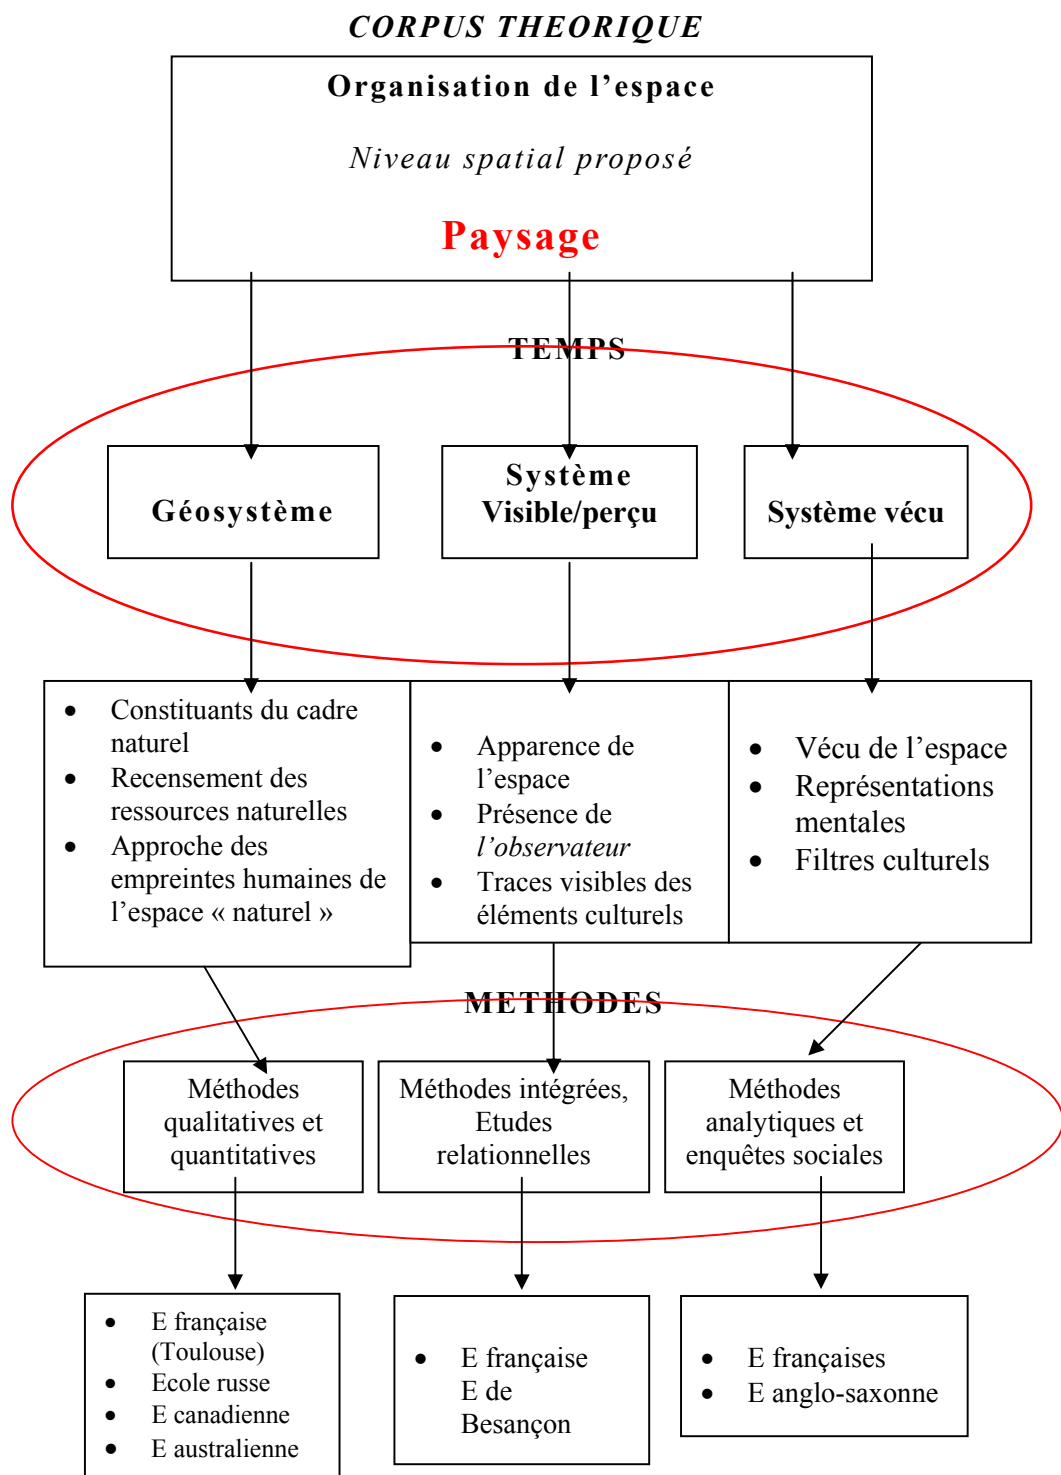 CORPUS THEORIQUE
Organisation de l’espace
Niveau spatial proposé
Paysage
TEMPS
Géosystème
Système
Visible/perçu
Système vécu
• Constituants du cadre
naturel
• Recensement des
ressources naturelles
• Approche des
empreintes humaines de
l’espace « naturel »
• Apparence de
l’espace
• Présence de
l’observateur
• Traces visibles des
éléments culturels
• Vécu de l’espace
• Représentations
mentales
• Filtres culturels
METHODES
Méthodes
qualitatives et
quantitatives
Méthodes intégrées,
Etudes
relationnelles
Méthodes
analytiques et
enquêtes sociales
• E française
(Toulouse)
• Ecole russe
• E canadienne
• E australienne
• E française
E de
Besançon
• E françaises
• E anglo-saxonne